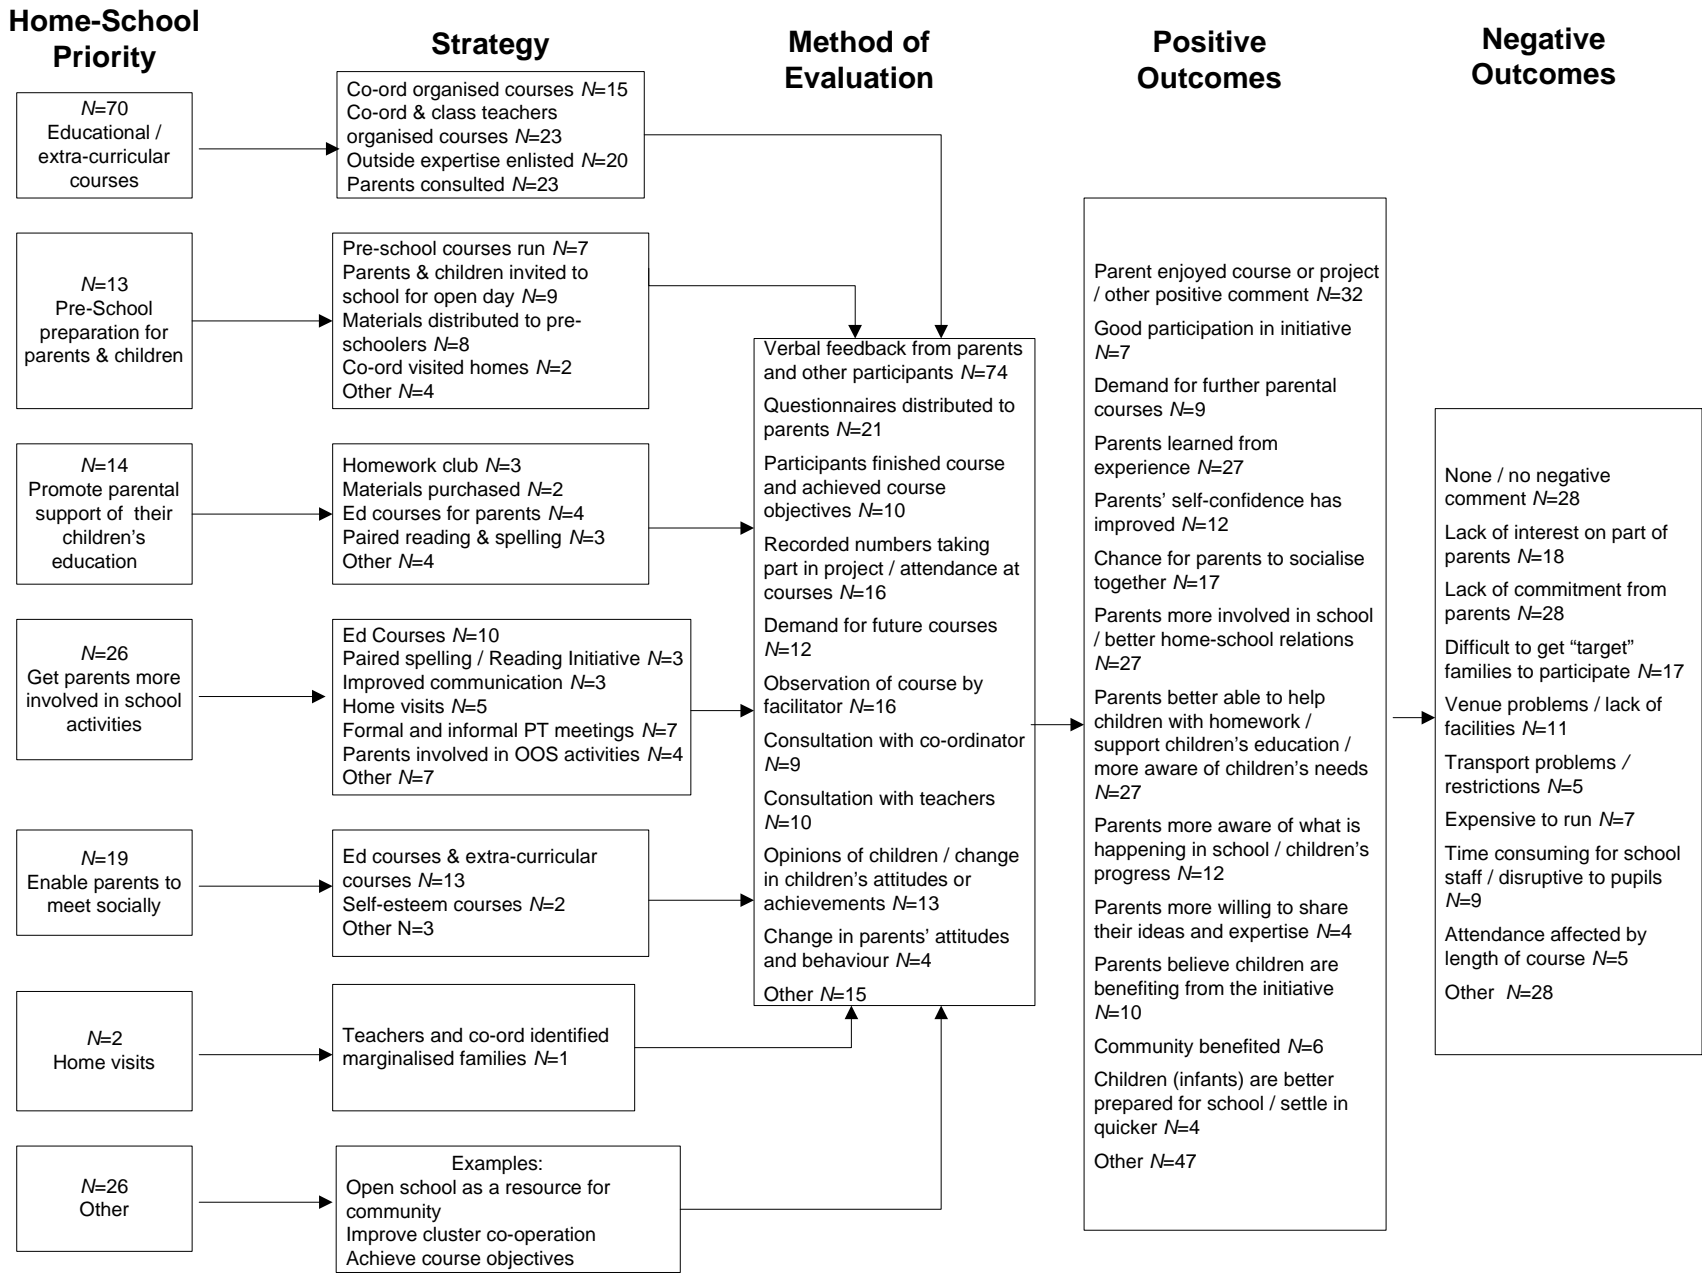 Home-School
Priority
Strategy
Method of
Evaluation
Positive
Outcomes
Negative
Outcomes
N=70
Educational /
extra-curricular
courses
Co-ord organised courses N=15
Co-ord & class teachers
organised courses N=23
Outside expertise enlisted N=20
Parents consulted N=23
N=13
Pre-School
preparation for
parents & children
Pre-school courses run N=7
Parents & children invited to
school for open day N=9
Materials distributed to pre-
schoolers N=8
Co-ord visited homes N=2
Other N=4
N=14
Promote parental
support of their
children's
education
Homework club N=3
Materials purchased N=2
Ed courses for parents N=4
Paired reading & spelling N=3
Other N=4
N=26
Get parents more
involved in school
activities
Ed Courses N=10
Paired spelling / Reading Initiative N=3
Improved communication N=3
Home visits N=5
Formal and informal PT meetings N=7
Parents involved in OOS activities N=4
Other N=7
N=19
Enable parents to
meet socially
Ed courses & extra-curricular
courses N=13
Self-esteem courses N=2
Other N=3
N=2
Home visits
Teachers and co-ord identified
marginalised families N=1
N=26
Other
Examples:
Open school as a resource for
community
Improve cluster co-operation
Achieve course objectives
Verbal feedback from parents
and other participants N=74
Questionnaires distributed to
parents N=21
Participants finished course
and achieved course
objectives N=10
Recorded numbers taking
part in project / attendance at
courses N=16
Demand for future courses
N=12
Observation of course by
facilitator N=16
Consultation with co-ordinator
N=9
Consultation with teachers
N=10
Opinions of children / change
in children's attitudes or
achievements N=13
Change in parents' attitudes
and behaviour N=4
Other N=15
Parent enjoyed course or project
/ other positive comment N=32
Good participation in initiative
N=7
Demand for further parental
courses N=9
Parents learned from
experience N=27
Parents' self-confidence has
improved N=12
Chance for parents to socialise
together N=17
Parents more involved in school
/ better home-school relations
N=27
Parents better able to help
children with homework /
support children's education /
more aware of children's needs
N=27
Parents more aware of what is
happening in school / children's
progress N=12
Parents more willing to share
their ideas and expertise N=4
Parents believe children are
benefiting from the initiative
N=10
Community benefited N=6
Children (infants) are better
prepared for school / settle in
quicker N=4
Other N=47
None / no negative
comment N=28
Lack of interest on part of
parents N=18
Lack of commitment from
parents N=28
Difficult to get “target”
families to participate N=17
Venue problems / lack of
facilities N=11
Transport problems /
restrictions N=5
Expensive to run N=7
Time consuming for school
staff / disruptive to pupils
N=9
Attendance affected by
length of course N=5
Other N=28